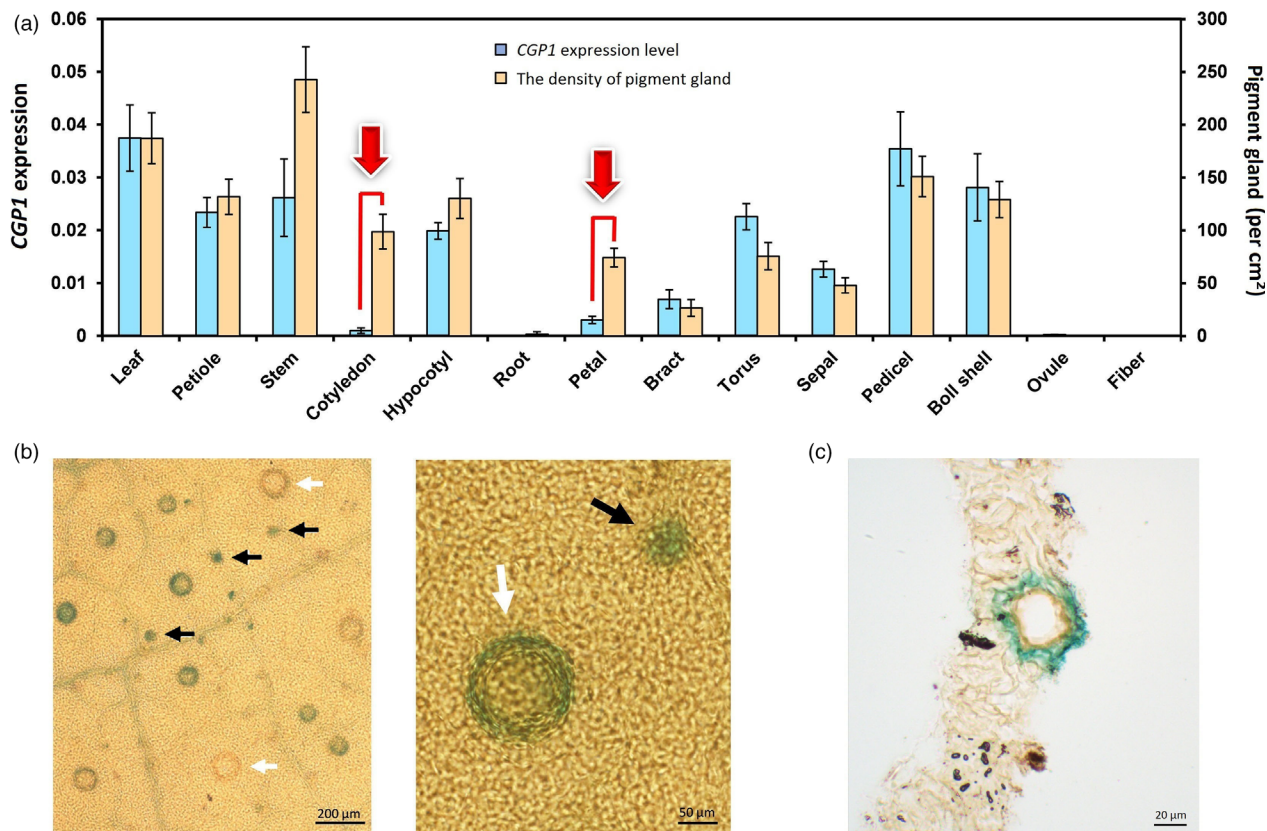 (a)
0.06
0.05
0.04
0.03
0.02
0.01
0
CGP1 expression
CGP1 expression level
The density of pigment gland
300
250
200
150
100
50
0
Pigment gland (per cm²)
Leaf
Petiole
Stem
Cotyledon
Hypocotyl
Root
Petal
Bract
Torus
Sepal
Pedicel
Boll shell
Ovule
Fiber
(b)
200 μm
50 μm
(c)
20 μm